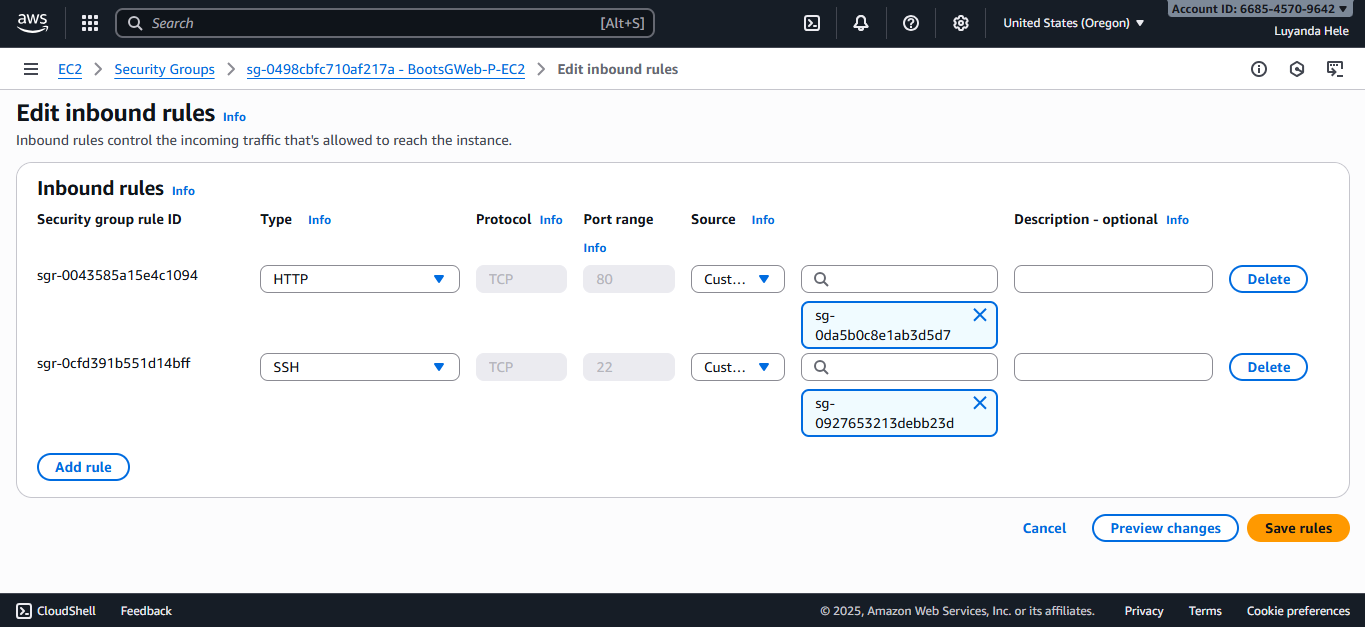 aws
Search [Alt+S]
United States (Oregon)
Account ID: 6685-4570-9642
Luyanda Hele
EC2
Security Groups
sg-0498cbfc710af217a - BootsGWeb-P-EC2
Edit inbound rules
Edit inbound rules Info
Inbound rules control the incoming traffic that's allowed to reach the instance.
Inbound rules Info
Security group rule ID
Type Info
Protocol Info
Port range
Info
Source Info
Description - optional Info
sgr-0043585a15e4c1094
HTTP
TCP
80
Cust...
Delete
sg-
0da5b0c8e1ab3d5d7
sgr-0cfd391b551d14bff
SSH
TCP
22
Cust...
Delete
sg-
0927653213debb23d
Add rule
Cancel
Preview changes
Save rules
CloudShell
Feedback
© 2025, Amazon Web Services, Inc. or its affiliates.
Privacy
Terms
Cookie preferences